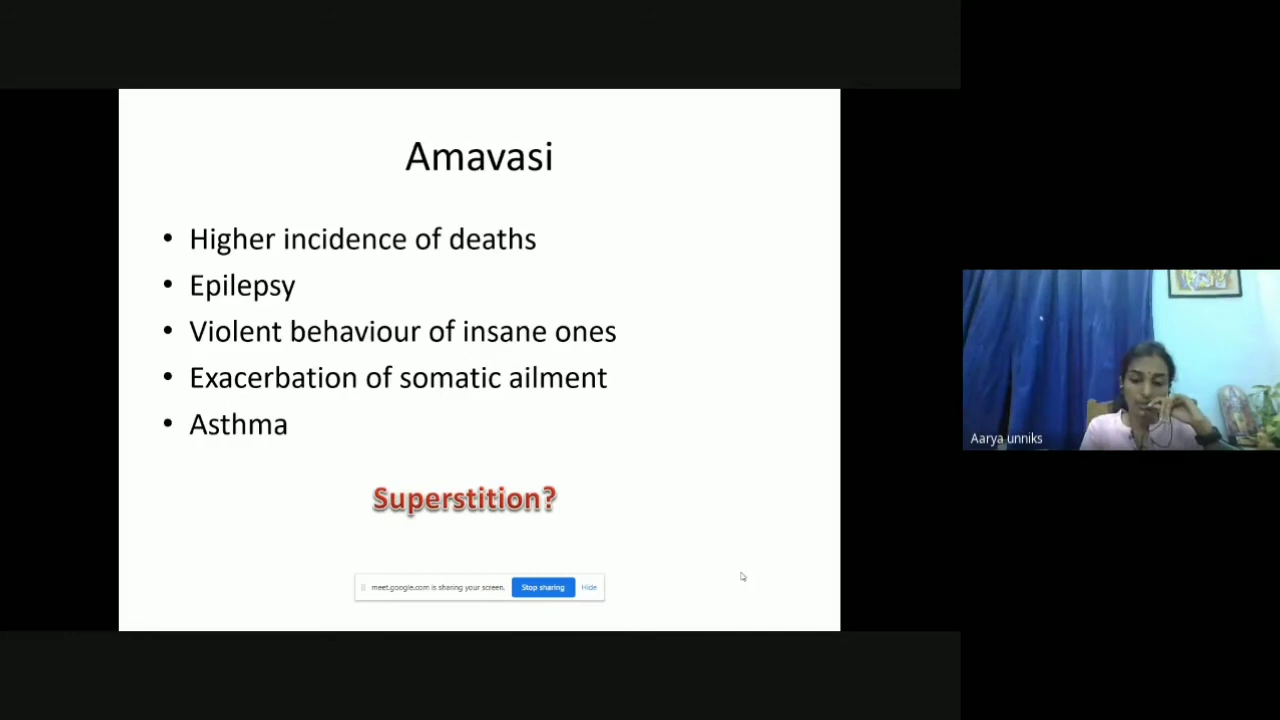 Amavasi
• Higher incidence of deaths
• Epilepsy
• Violent behaviour of insane ones
• Exacerbation of somatic ailment
• Asthma
Superstition?
meet.google.com is sharing your screen.
Stop sharing
Hide
Aarya unniks